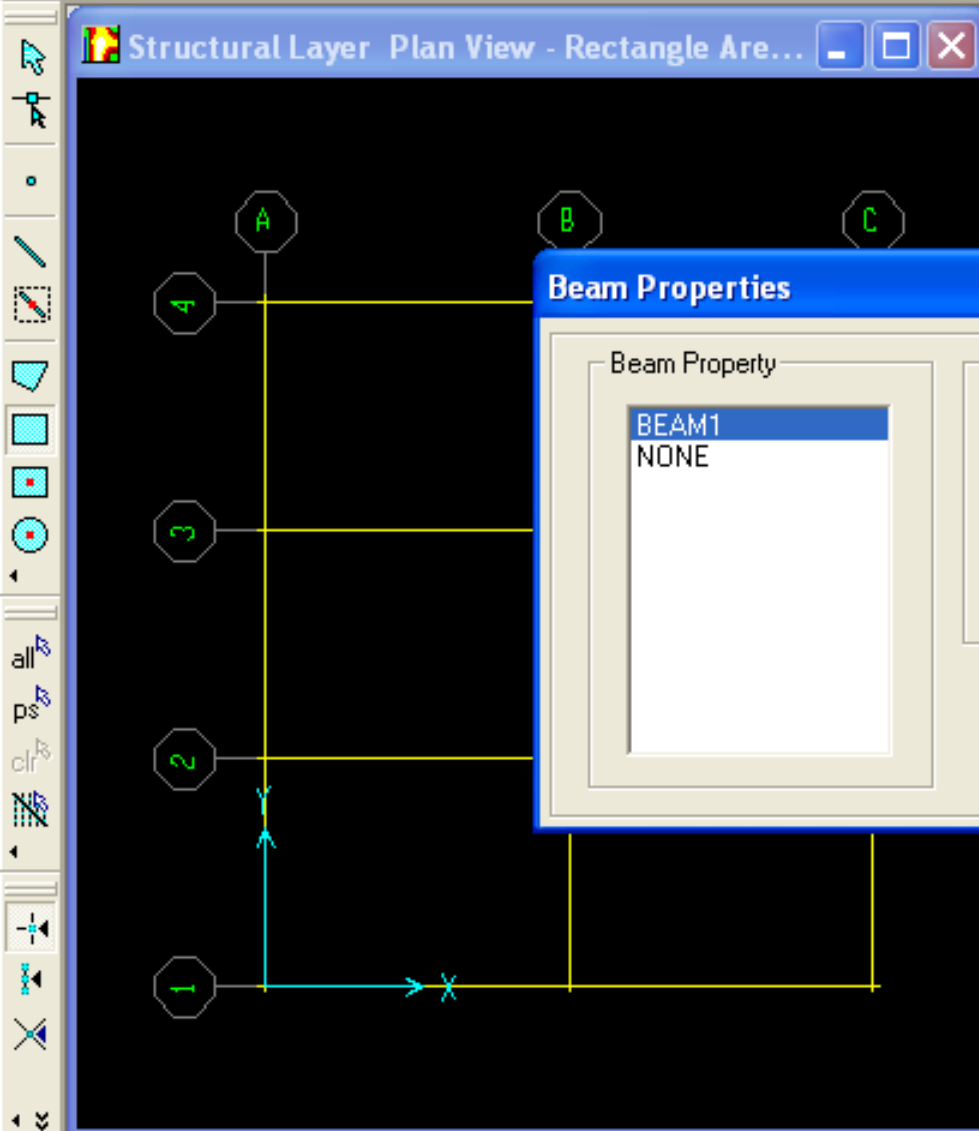 Structural Layer Plan View - Rectangle Are...
A
B
C
4
Beam Properties
Beam Property
BEAM1
NONE
3
all
ps
clr
2
Y
1
X